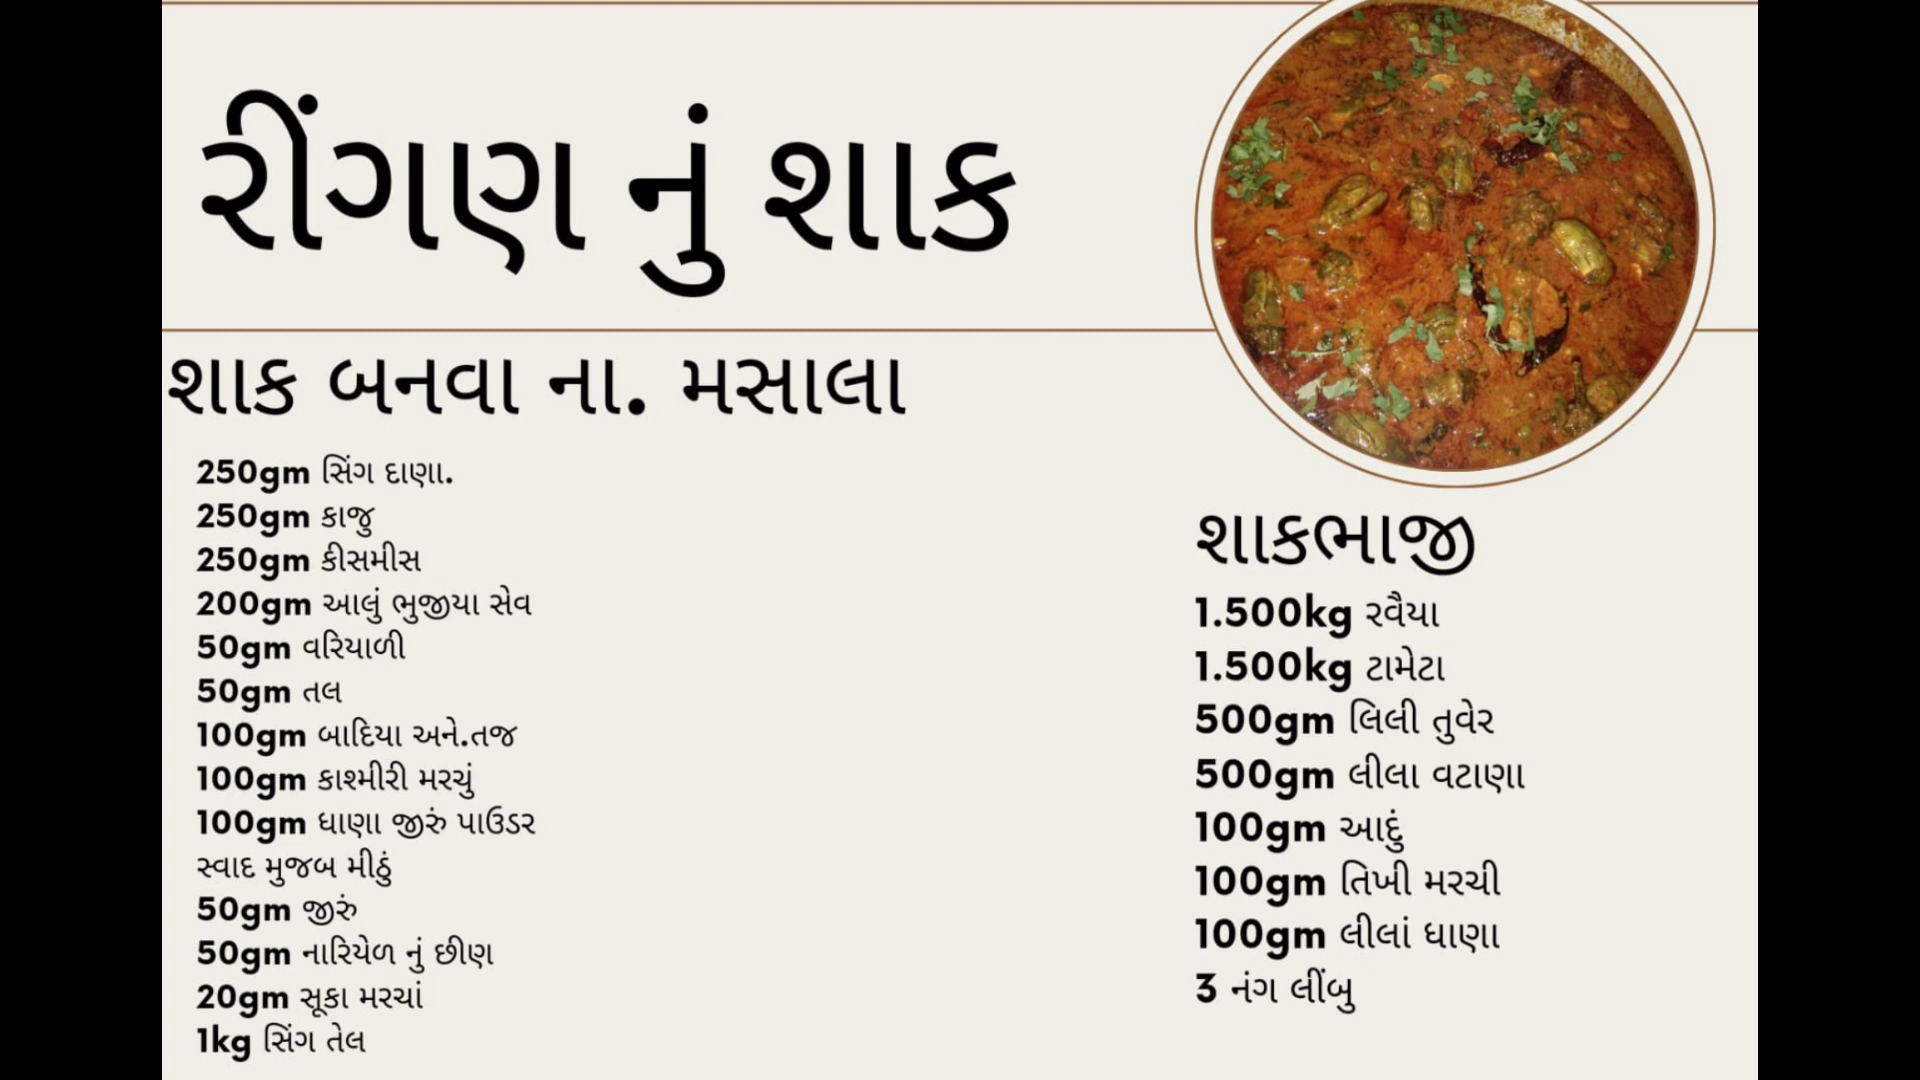 રીંગણ નું શાક
શાક બનવા ના. મસાલા
250gm સિંગ દાણા.
250gm કાજુ
250gm કીસમીસ
200gm આલું ભુજીયા સેવ
50gm વરિયાળી
50gm તલ
100gm બાદિયા અને.તજ
100gm કાશ્મીરી મરચું
100gm ધાણા જીરું પાઉડર
સ્વાદ મુજબ મીઠું
50gm જીરું
50gm નારિયેળ નું છીણ
20gm સૂકા મરચાં
1kg સિંગ તેલ
શાકભાજી
1.500kg રવૈયા
1.500kg ટામેટા
500gm લિલી તુવેર
500gm લીલા વટાણા
100gm આદું
100gm તિખી મરચી
100gm લીલાં ધાણા
3 નંગ લીંબુ